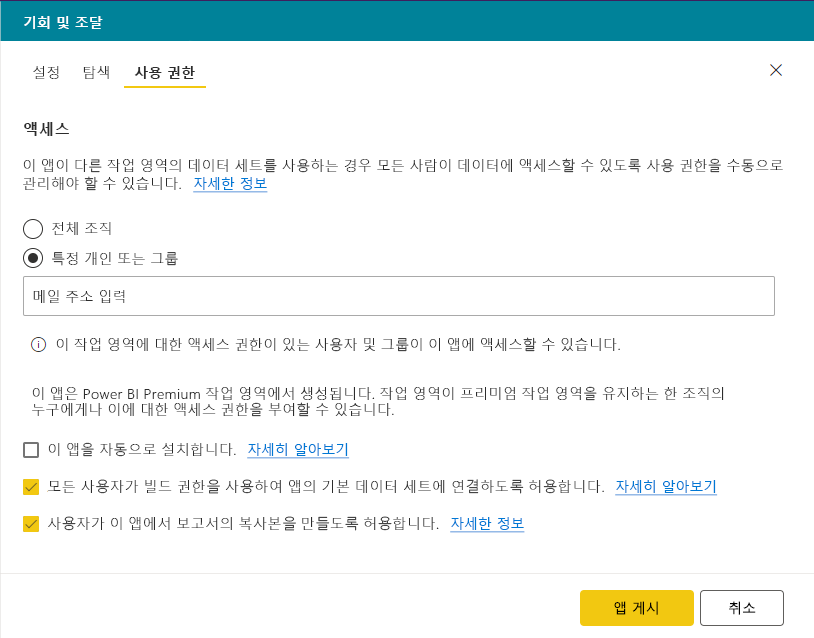 기회 및 조달
설정 탐색 사용 권한
액세스
이 앱이 다른 작업 영역의 데이터 세트를 사용하는 경우 모든 사람이 데이터에 액세스할 수 있도록 사용 권한을 수동으로
관리해야 할 수 있습니다. 자세한 정보
전체 조직
특정 개인 또는 그룹
메일 주소 입력
이 작업 영역에 대한 액세스 권한이 있는 사용자 및 그룹이 이 앱에 액세스할 수 있습니다.
이 앱은 Power BI Premium 작업 영역에서 생성됩니다. 작업 영역이 프리미엄 작업 영역을 유지하는 한 조직의
누구에게나 이에 대한 액세스 권한을 부여할 수 있습니다.
이 앱을 자동으로 설치합니다. 자세히 알아보기
모든 사용자가 빌드 권한을 사용하여 앱의 기본 데이터 세트에 연결하도록 허용합니다. 자세히 알아보기
사용자가 이 앱에서 보고서의 복사본을 만들도록 허용합니다. 자세한 정보
앱 게시 취소